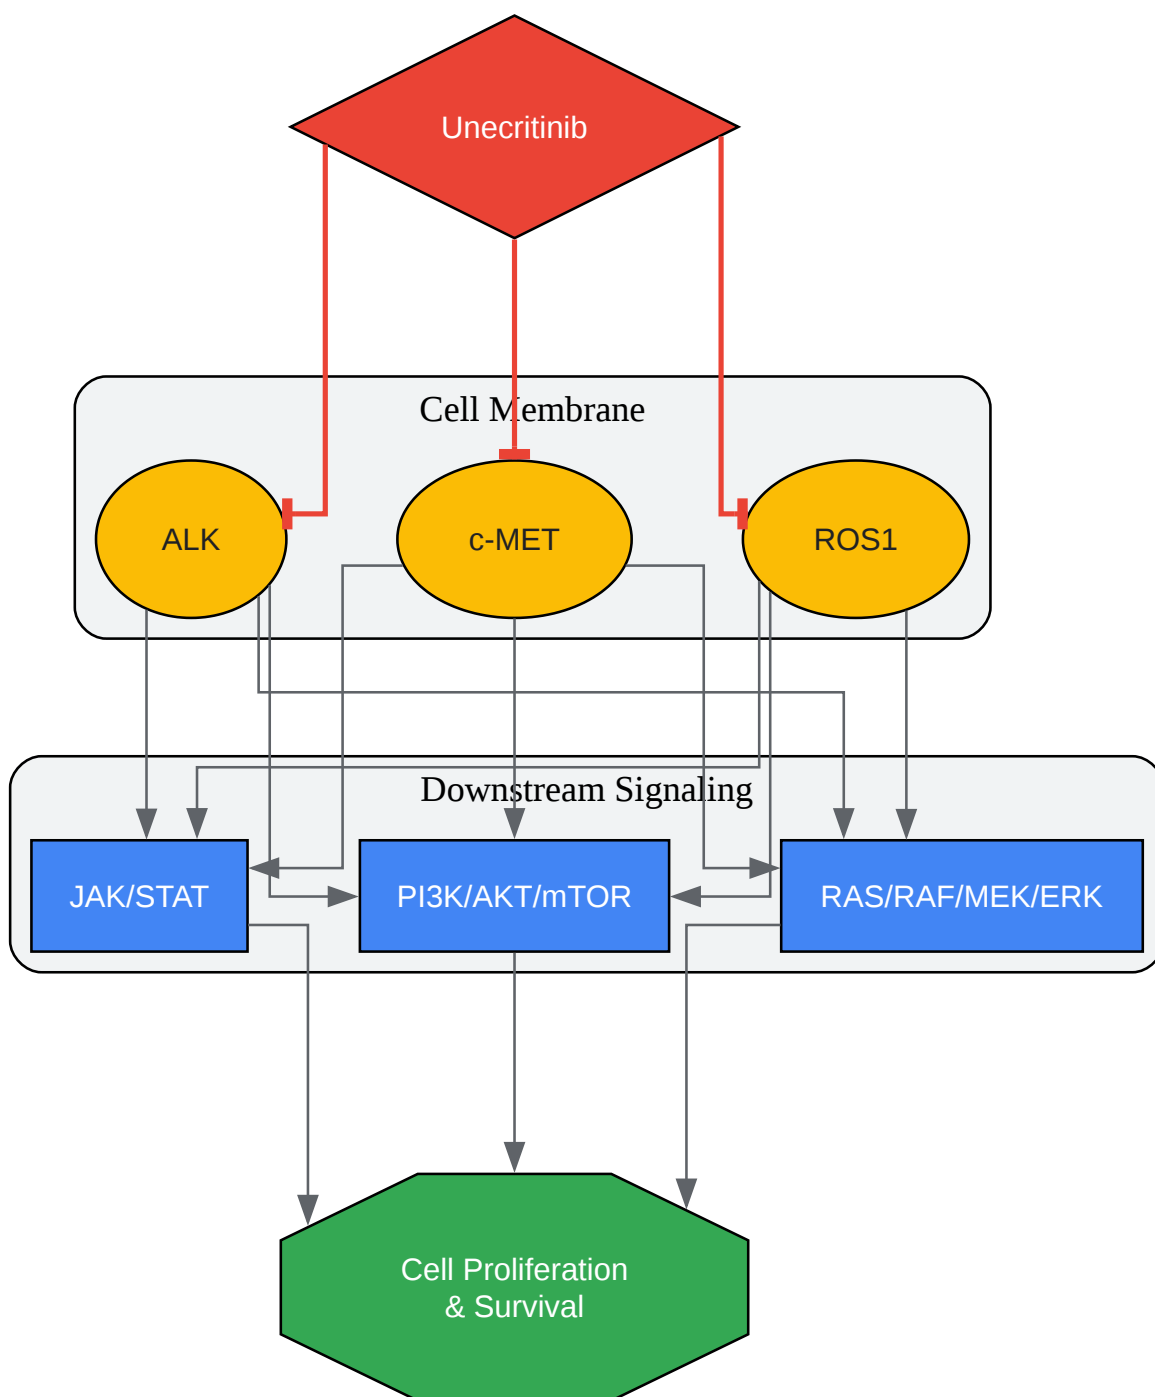 Unecritinib
Cell Membrane
ALK
c-MET
ROS1
Downstream Signaling
JAK/STAT
PI3K/AKT/mTOR
RAS/RAF/MEK/ERK
Cell Proliferation
& Survival